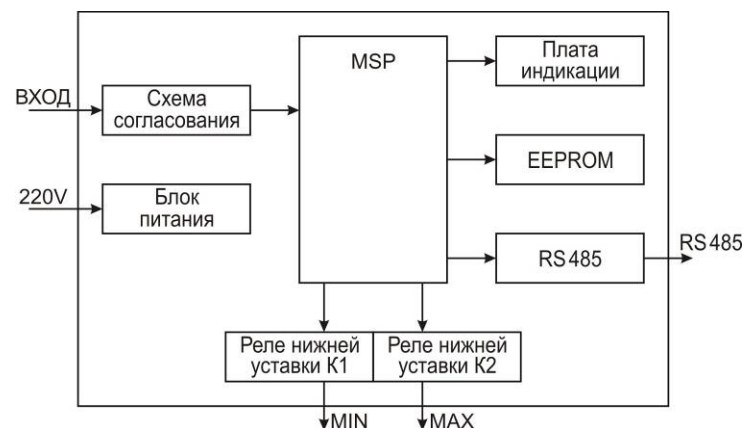 MSP
Плата
индикации
ВХОД
Схема
согласования
EEPROM
220V
Блок
питания
RS485
RS485
Реле нижней
уставки К1
Реле нижней
уставки К2
MIN
MAX